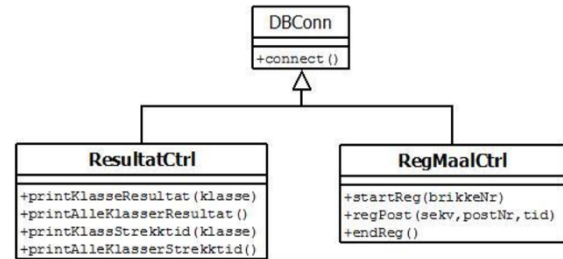 DBConn
+connect()
ResultatCtrl
+printKlasseResultat(klasse)
+printAlleKlasserResultat()
+printKlassStrekktid(klasse)
+printAlleKlasserStrekktid()
RegMaalCtrl
+startReg(brikkeNr)
+regPost(sekv,postNr,tid)
+endReg()